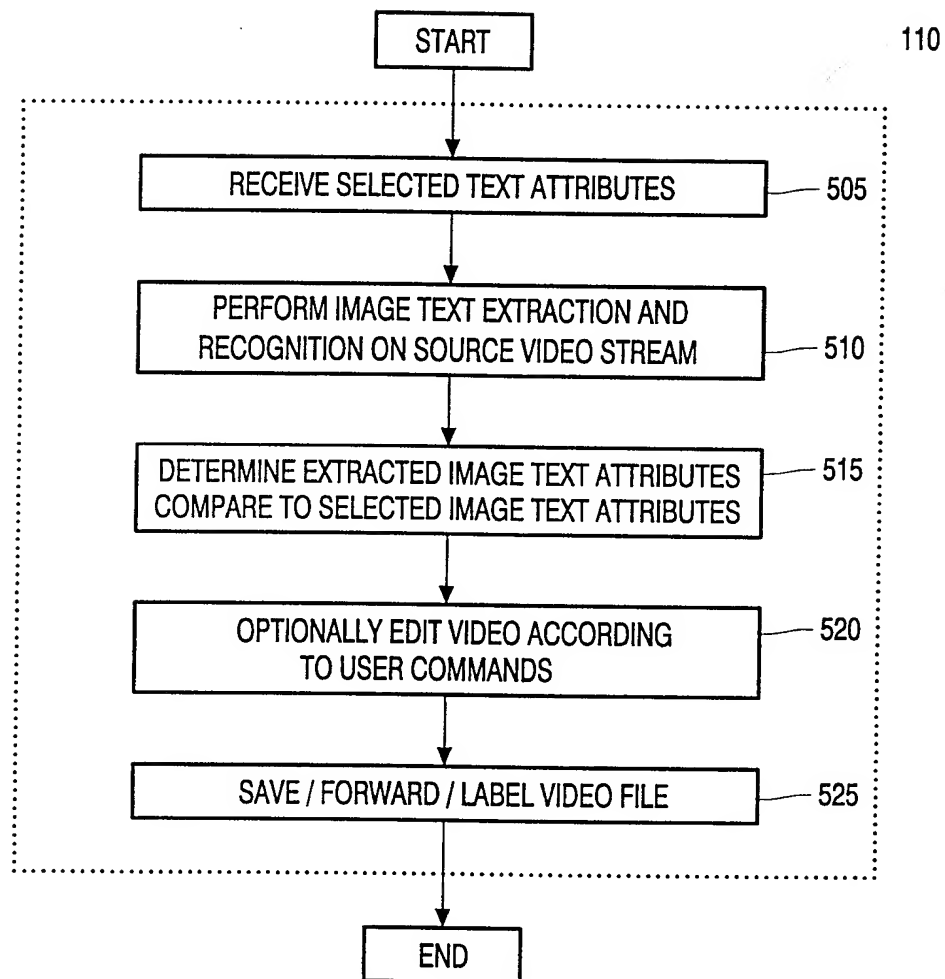 START
110
RECEIVE SELECTED TEXT ATTRIBUTES
505
PERFORM IMAGE TEXT EXTRACTION AND
RECOGNITION ON SOURCE VIDEO STREAM
510
DETERMINE EXTRACTED IMAGE TEXT ATTRIBUTES
COMPARE TO SELECTED IMAGE TEXT ATTRIBUTES
515
OPTIONALLY EDIT VIDEO ACCORDING
TO USER COMMANDS
520
SAVE / FORWARD / LABEL VIDEO FILE
525
END